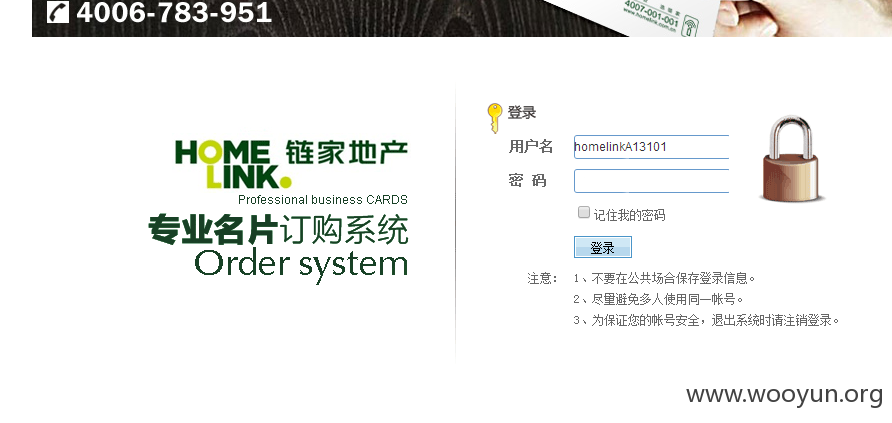 4006-783-951
4007-001-001
www.homelink.com.cn
登录
用户名 homelinkA13101
密 码
记住我的密码
登录
HOME LINK. 链家地产
Professional business CARDS
专业名片订购系统
Order system
注意： 1、不要在公共场合保存登录信息。
2、尽量避免多人使用同一帐号。
3、为保证您的帐号安全，退出系统时请注销登录。
www.wooyun.org